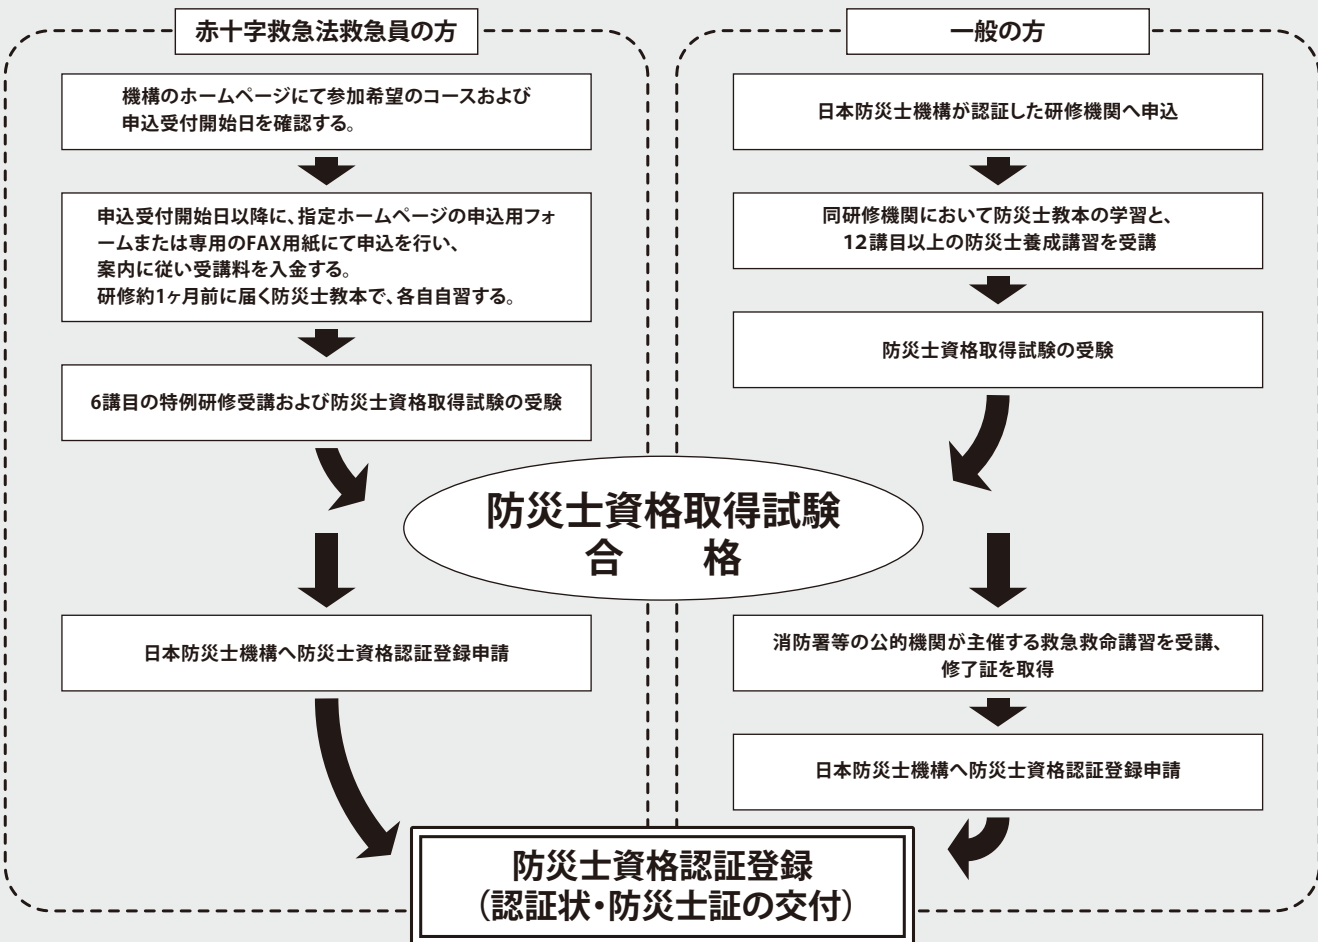 赤十字救急法救急員の方
機構のホームページにて参加希望のコースおよび
申込受付開始日を確認する。
申込受付開始日以降に、指定ホームページの申込用フォ
ームまたは専用のFAX用紙にて申込を行い、
案内に従い受講料を入金する。
研修約1ヶ月前に届く防災士教本で、各自自習する。
6講目の特例研修受講および防災士資格取得試験の受験
一般の方
日本防災士機構が認証した研修機関へ申込
同研修機関において防災士教本の学習と、
12講目以上の防災士養成講習を受講
防災士資格取得試験の受験
防災士資格取得試験
合　格
日本防災士機構へ防災士資格認証登録申請
消防署等の公的機関が主催する救急救命講習を受講、
修了証を取得
日本防災士機構へ防災士資格認証登録申請
防災士資格認証登録
（認証状・防災士証の交付）